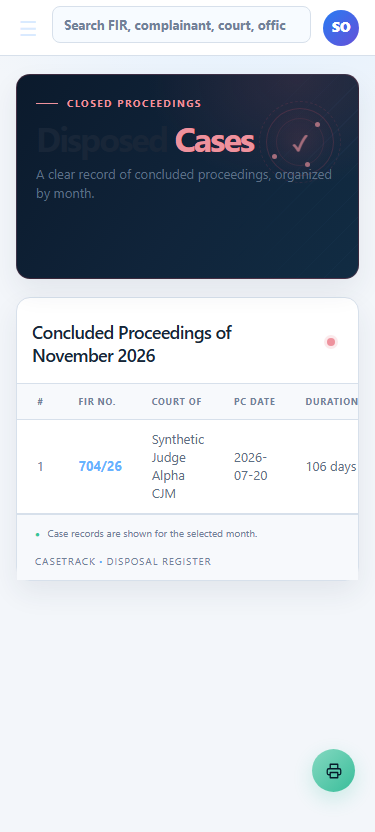 Search FIR, complainant, court, offic
SO
CLOSED PROCEEDINGS
Disposed Cases
A clear record of concluded proceedings, organized
by month.
Concluded Proceedings of
November 2026
# FIR NO. COURT OF PC DATE DURATION
1 704/26 Synthetic Judge Alpha CJM 2026-07-20 106 days
• Case records are shown for the selected month.
CASETRACK • DISPOSAL REGISTER